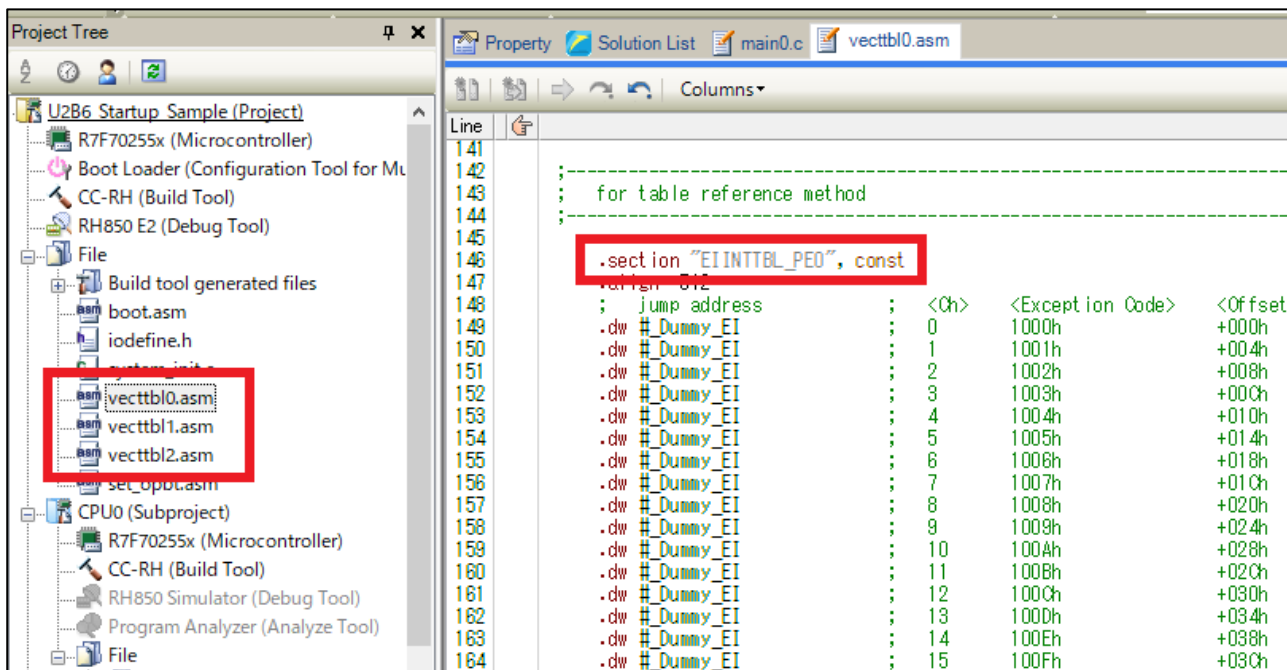 Project Tree
U2B6_Startup_Sample (Project)
R7F70255x (Microcontroller)
Boot Loader (Configuration Tool for Mu
CC-RH (Build Tool)
RH850 E2 (Debug Tool)
File
Build tool generated files
boot.asm
iodefine.h
system_init.c
vecttbl0.asm
vecttbl1.asm
vecttbl2.asm
set_opbt.asm
CPU0 (Subproject)
R7F70255x (Microcontroller)
CC-RH (Build Tool)
RH850 Simulator (Debug Tool)
Program Analyzer (Analyze Tool)
File
Property Solution List main0.c vecttbl0.asm
Columns
Line
141
142 ;---------------------------------------------------------------
143 ; for table reference method
144 ;---------------------------------------------------------------
145
146 .section "EIINTTBL_PE0", const
147 .align 512
148 ; jump address ; <Ch> <Exception Code> <Offset
149 .dw #_Dummy_EI ; 0 1000h +000h
150 .dw #_Dummy_EI ; 1 1001h +004h
151 .dw #_Dummy_EI ; 2 1002h +008h
152 .dw #_Dummy_EI ; 3 1003h +00Ch
153 .dw #_Dummy_EI ; 4 1004h +010h
154 .dw #_Dummy_EI ; 5 1005h +014h
155 .dw #_Dummy_EI ; 6 1006h +018h
156 .dw #_Dummy_EI ; 7 1007h +01Ch
157 .dw #_Dummy_EI ; 8 1008h +020h
158 .dw #_Dummy_EI ; 9 1009h +024h
159 .dw #_Dummy_EI ; 10 100Ah +028h
160 .dw #_Dummy_EI ; 11 100Bh +02Ch
161 .dw #_Dummy_EI ; 12 100Ch +030h
162 .dw #_Dummy_EI ; 13 100Dh +034h
163 .dw #_Dummy_EI ; 14 100Eh +038h
164 .dw #_Dummy_EI ; 15 100Fh +03Ch